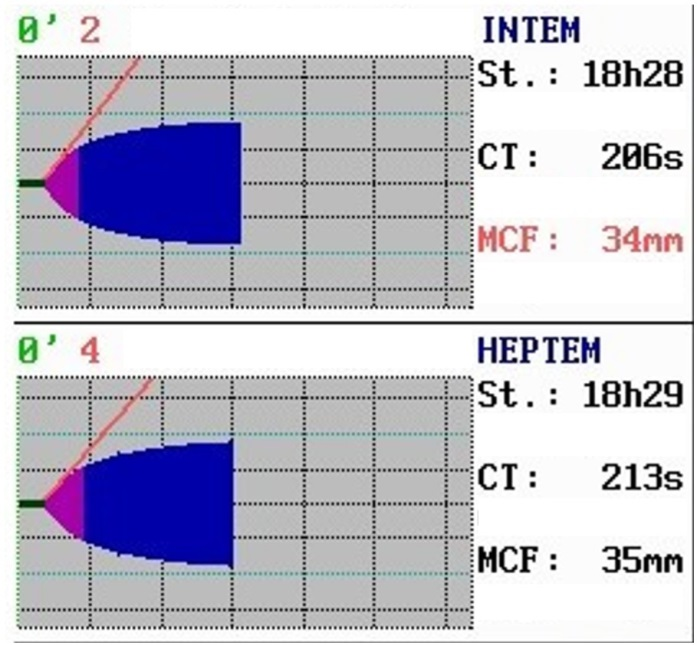 0' 2 INTEM
St.: 18h28
CT: 206s
MCF: 34mm
0' 4 HEPTEM
St.: 18h29
CT: 213s
MCF: 35mm